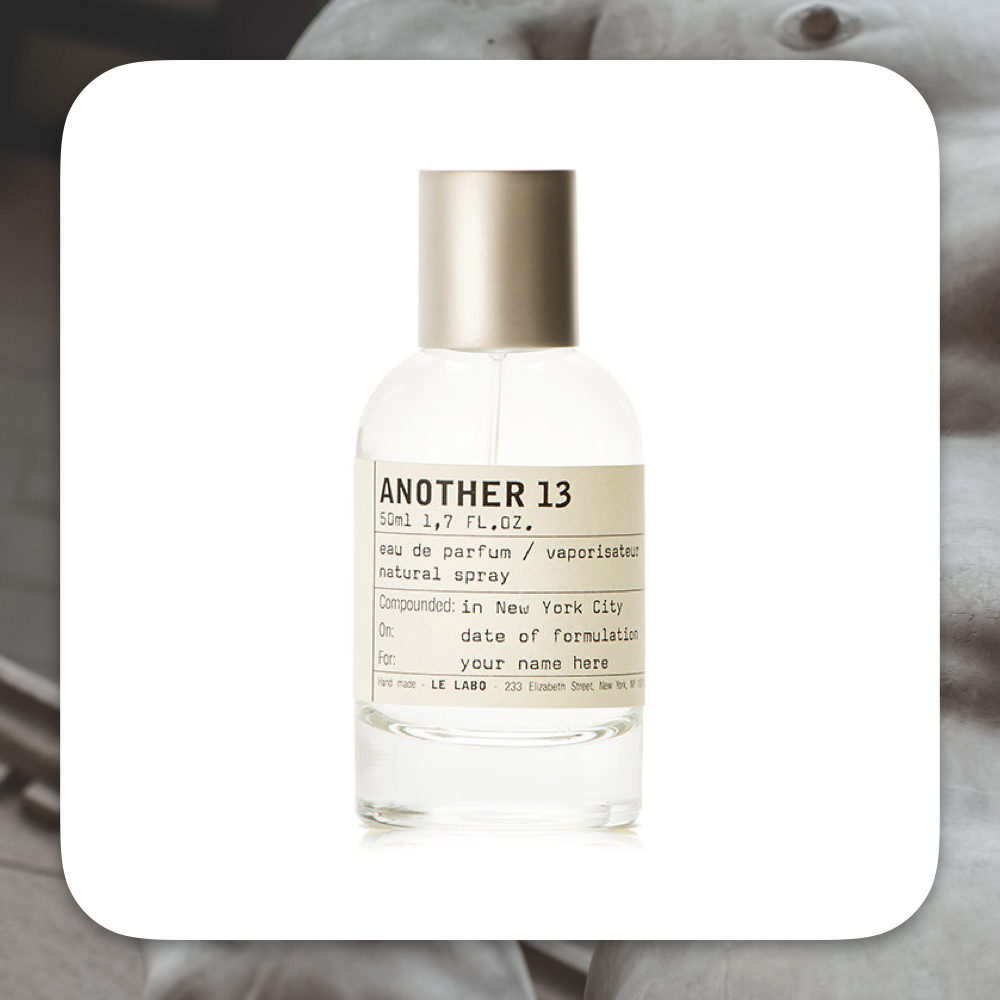 ANOTHER 13
50ml 1,7 FL.OZ.
eau de parfum / vaporisateur
natural spray
Compounded: in New York City
On: date of formulation
For: your name here
Hand made - LE LABO - 233 Elizabeth Street, New York, NY